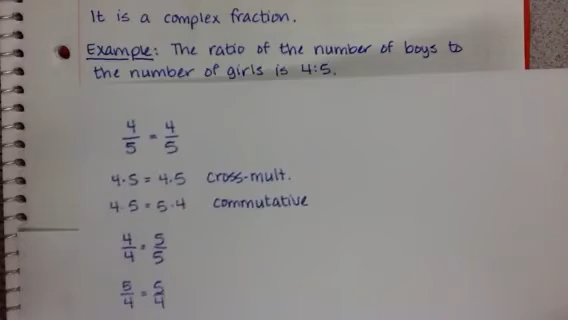 It is a complex fraction.
Example: The ratio of the number of boys to
the number of girls is 4:5.
4/5 = 4/5
4·5 = 4·5 cross-mult.
4·5 = 5·4 commutative
4/4 = 5/5
5/4 = 5/4